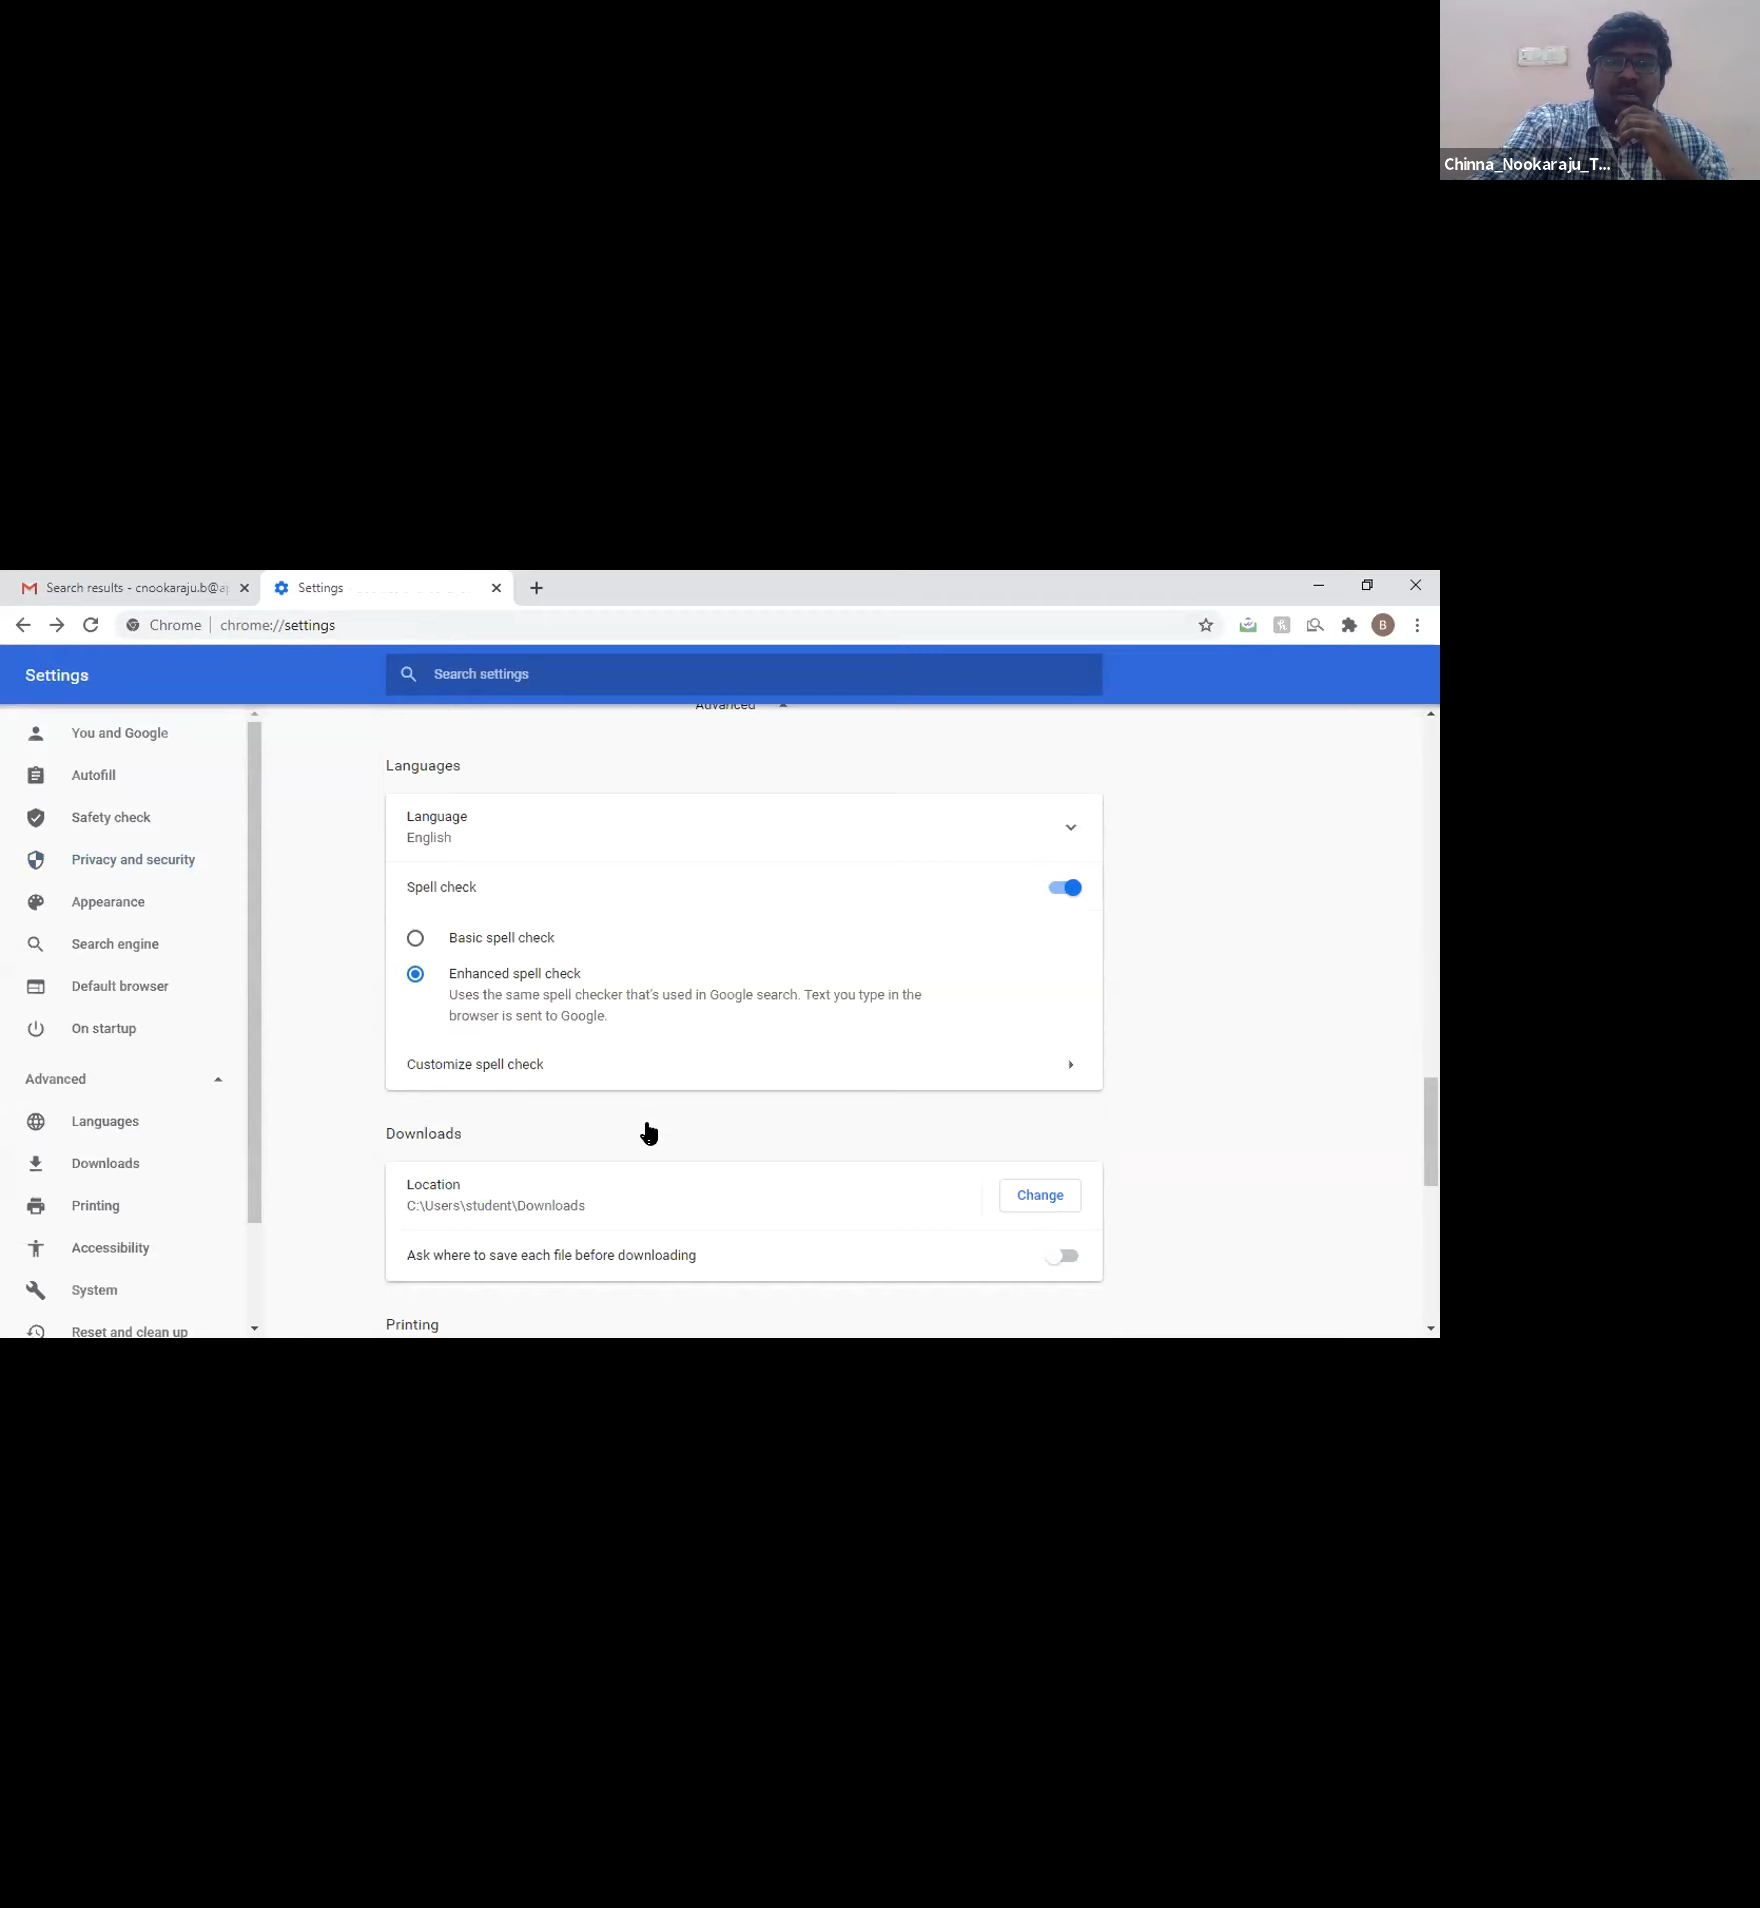 Chinna_Nookaraju_T...
Search results - cnookaraju.b@a
Settings
Chrome | chrome://settings
B
Settings
Search settings
You and Google
Autofill
Safety check
Privacy and security
Appearance
Search engine
Default browser
On startup
Advanced
Languages
Downloads
Printing
Accessibility
System
Reset and clean up
Advanced
Languages
Language
English
Spell check
Basic spell check
Enhanced spell check
Uses the same spell checker that's used in Google search. Text you type in the
browser is sent to Google.
Customize spell check
Downloads
Location
C:\Users\student\Downloads
Change
Ask where to save each file before downloading
Printing